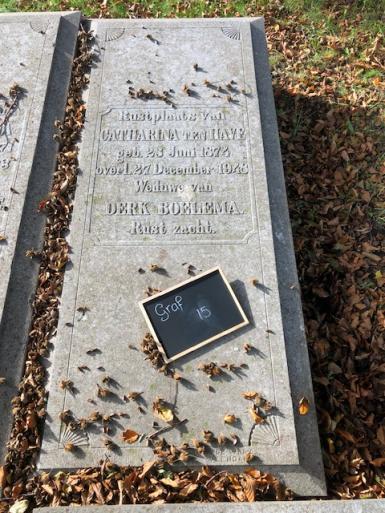 Rustplaats van
CATHARINA TEN HAVE
geb. 28 Juni 1874
overl. 27 December 1948
Weduwe van
DERK BOELEMA.
Rust zacht.
Graf 15